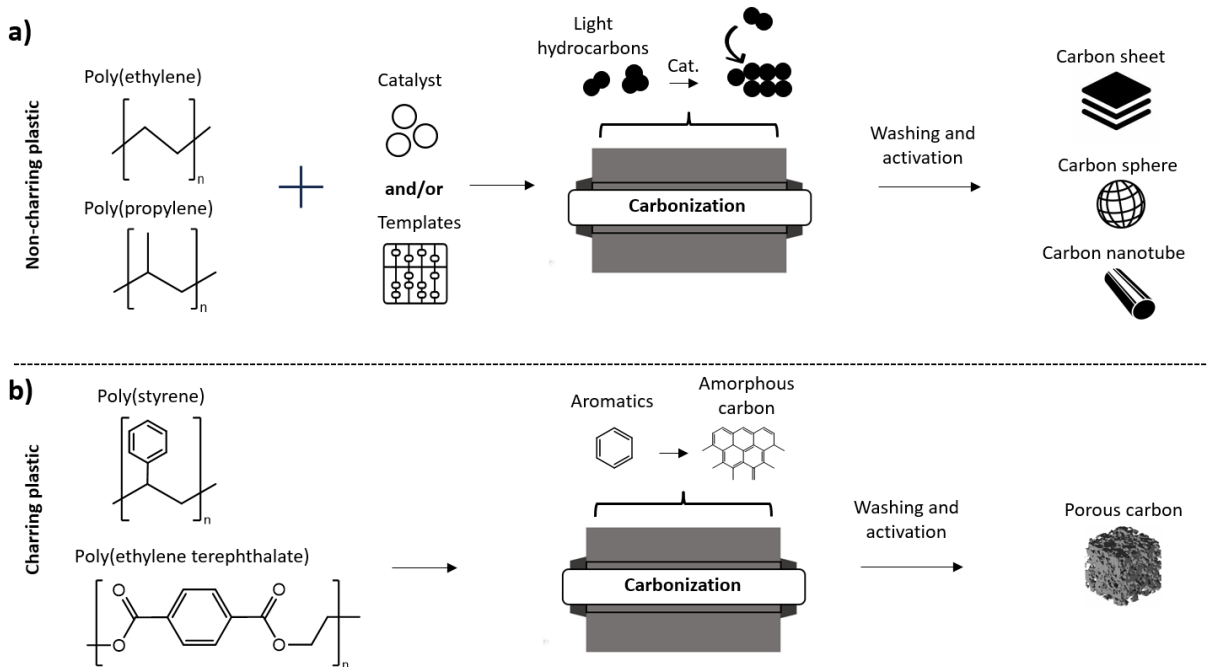 a)
Non-charring plastic
Poly(ethylene)
n
Poly(propylene)
n
Catalyst
and/or
Templates
Light
hydrocarbons
Cat.
Carbonization
Washing and
activation
Carbon sheet
Carbon sphere
Carbon nanotube
b)
Charring plastic
Poly(styrene)
n
Poly(ethylene terephthalate)
O
O
O
O
n
Aromatics
Amorphous
carbon
Carbonization
Washing and
activation
Porous carbon